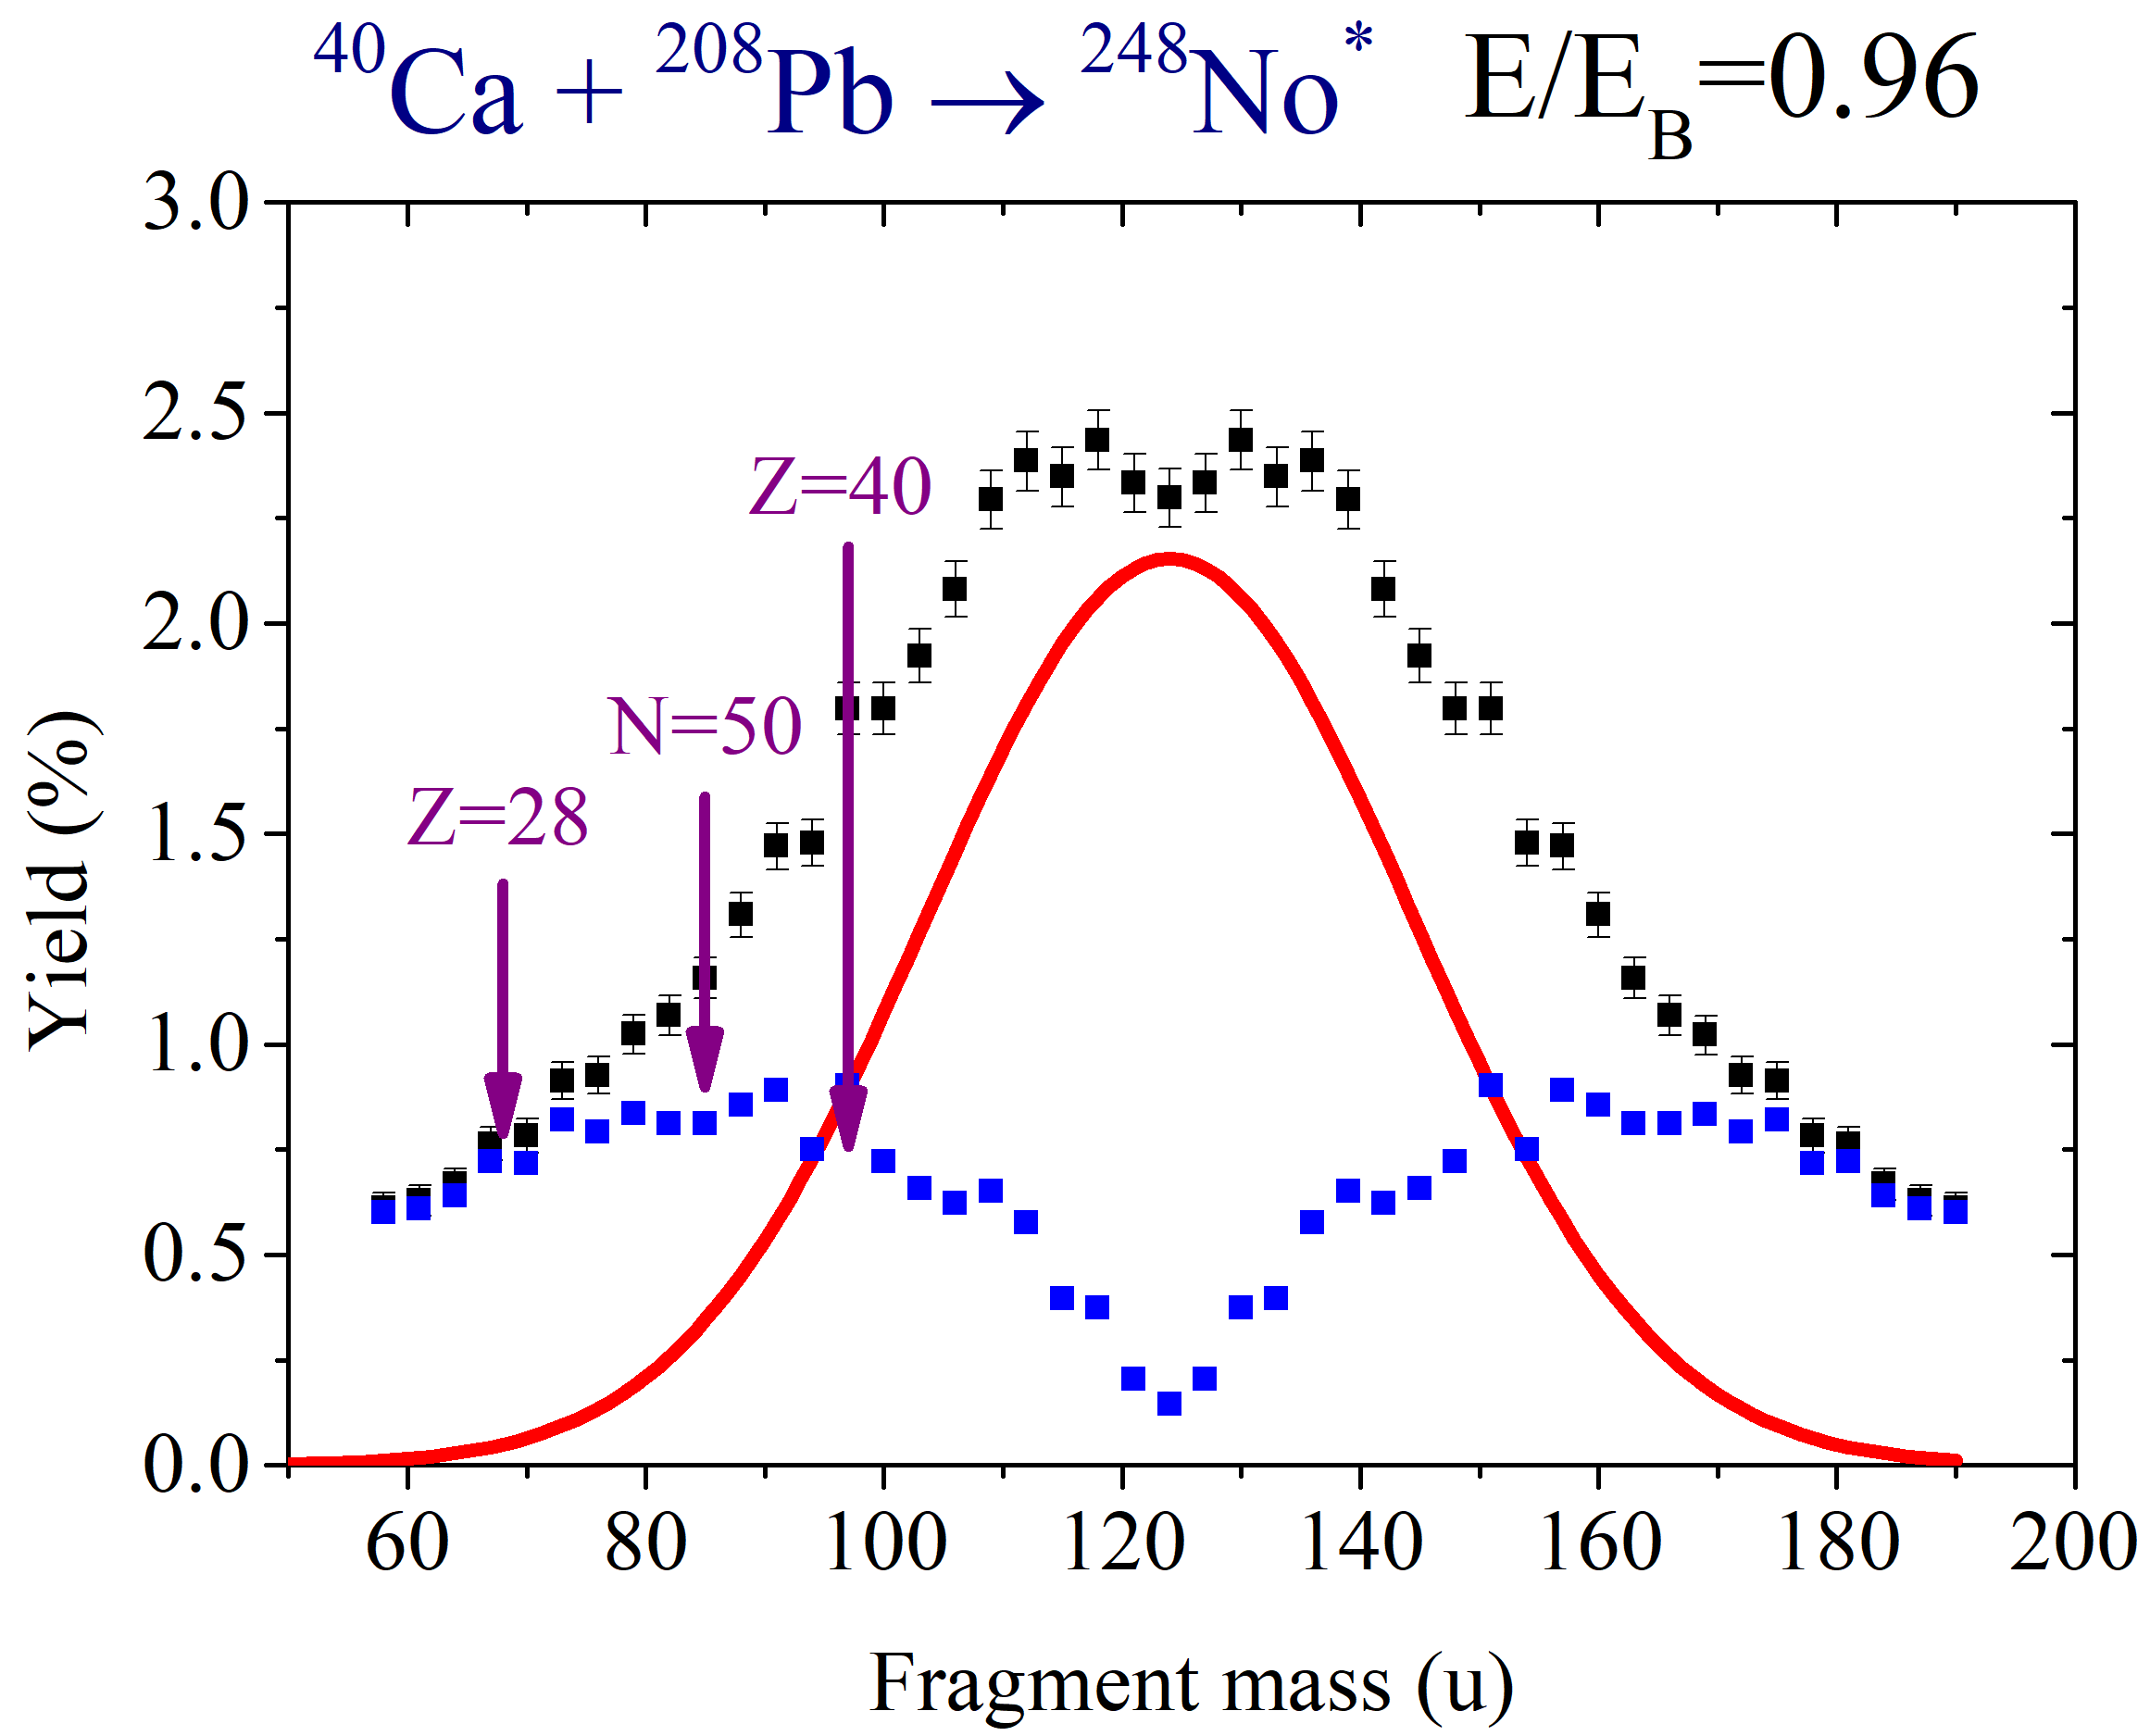 ⁴⁰Ca + ²⁰⁸Pb → ²⁴⁸No* E/E_B=0.96
3.0
2.5
2.0
1.5
1.0
0.5
0.0
Yield (%)
Z=40
N=50
Z=28
60 80 100 120 140 160 180 200
Fragment mass (u)